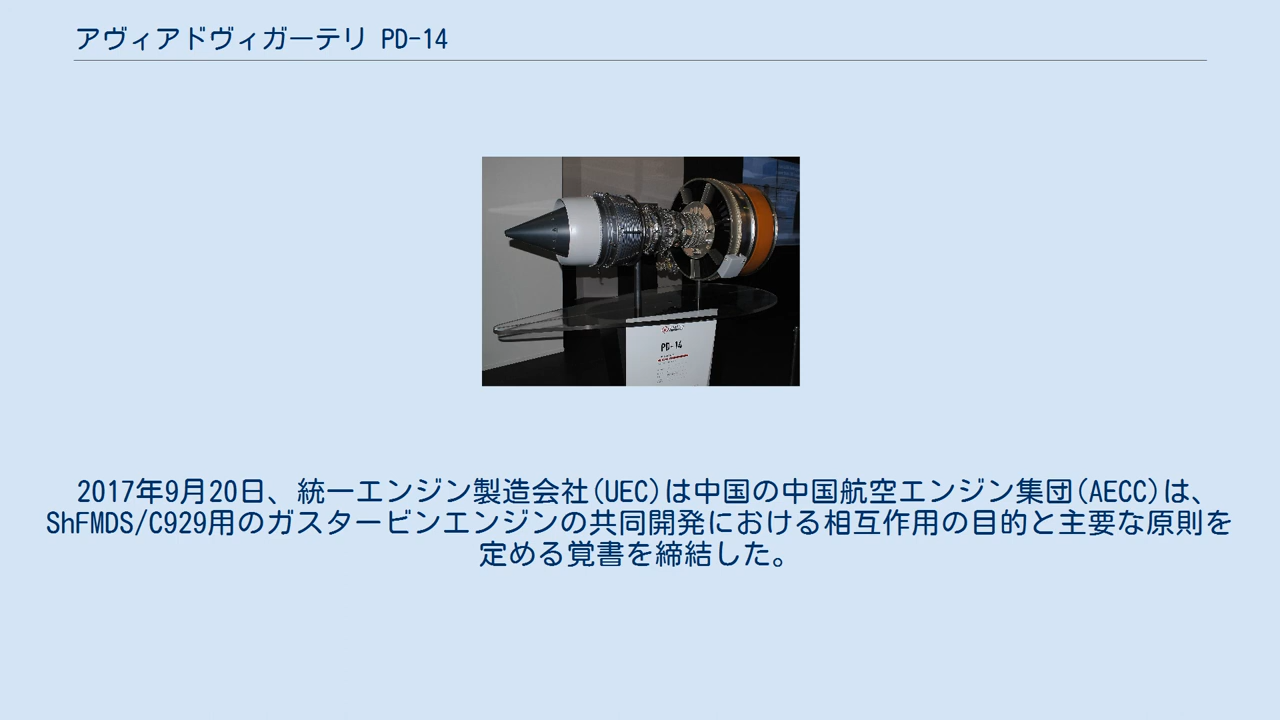 アヴィアドヴィガーテリ PD-14
PD-14
2017年9月20日、統一エンジン製造会社(UEC)は中国の中国航空エンジン集団(AECC)は、
ShFMDS/C929用のガスタービンエンジンの共同開発における相互作用の目的と主要な原則を
定める覚書を締結した。